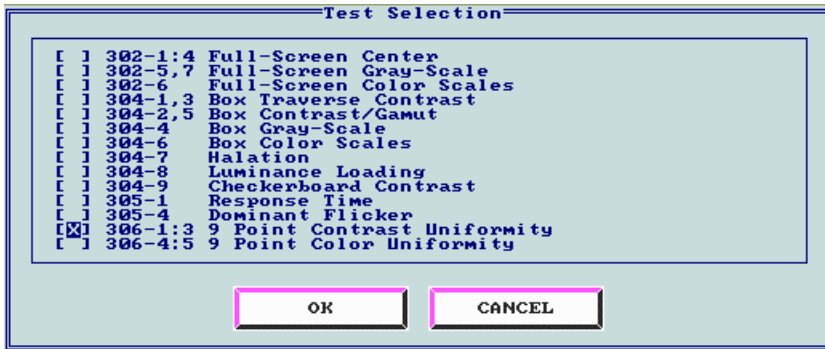 Test Selection
[ ] 302-1:4 Full-Screen Center
[ ] 302-5,7 Full-Screen Gray-Scale
[ ] 302-6 Full-Screen Color Scales
[ ] 304-1,3 Box Traverse Contrast
[ ] 304-2,5 Box Contrast/Gamut
[ ] 304-4 Box Gray-Scale
[ ] 304-6 Box Color Scales
[ ] 304-7 Halation
[ ] 304-8 Luminance Loading
[ ] 304-9 Checkerboard Contrast
[ ] 305-1 Response Time
[ ] 305-4 Dominant Flicker
[X] 306-1:3 9 Point Contrast Uniformity
[ ] 306-4:5 9 Point Color Uniformity
OK CANCEL